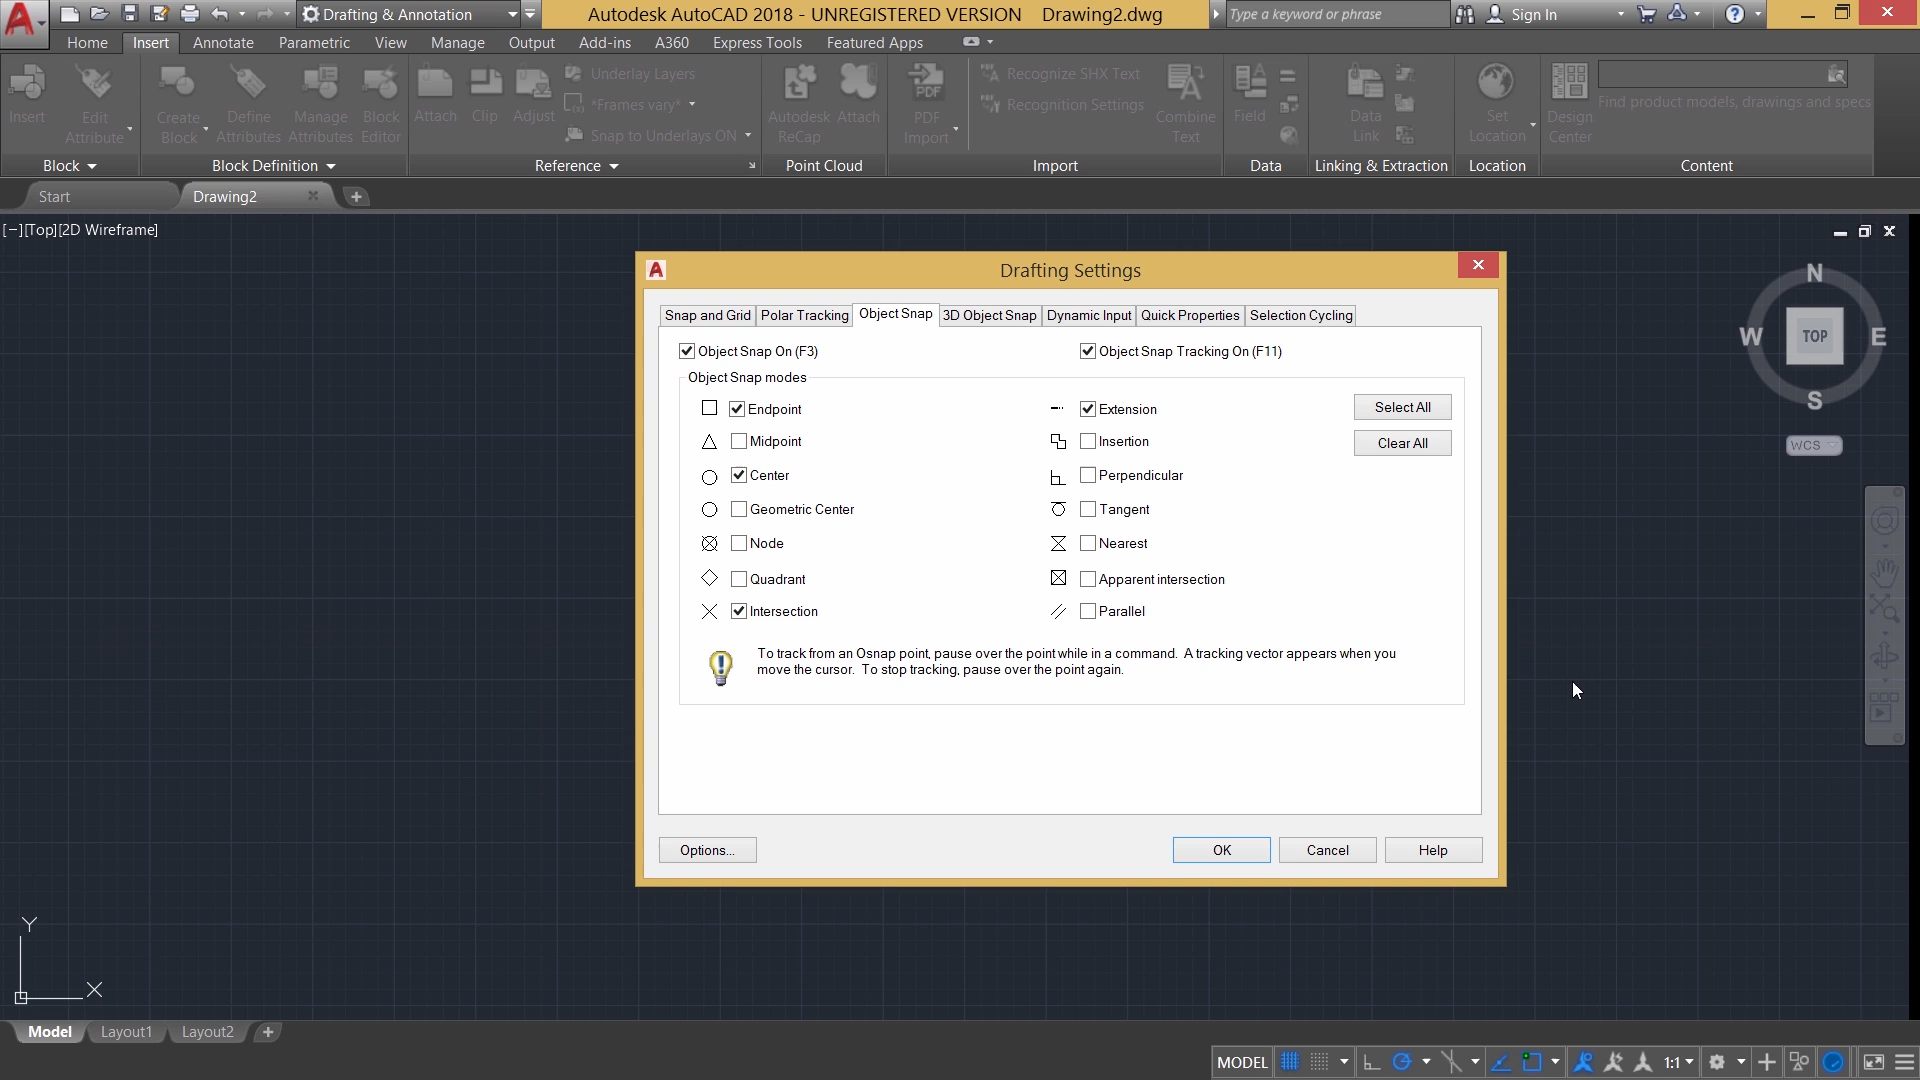 Drafting & Annotation
Autodesk AutoCAD 2018 - UNREGISTERED VERSION Drawing2.dwg
Type a keyword or phrase
Sign In
Home Insert Annotate Parametric View Manage Output Add-ins A360 Express Tools Featured Apps
Insert
Edit
Attribute
Create
Block
Define
Attributes
Manage
Attributes
Block
Editor
Attach
Clip
Adjust
Underlay Layers
*Frames vary*
Snap to Underlays ON
Autodesk
ReCap
Attach
PDF
Import
Recognize SHX Text
Recognition Settings
Combine
Text
Field
Data
Link
Set
Location
Design
Center
Find product models, drawings and specs
Block
Block Definition
Reference
Point Cloud
Import
Data
Linking & Extraction
Location
Content
Start
Drawing2
[−][Top][2D Wireframe]
N
W
TOP
E
S
WCS
Drafting Settings
Snap and Grid
Polar Tracking
Object Snap
3D Object Snap
Dynamic Input
Quick Properties
Selection Cycling
Object Snap On (F3)
Object Snap Tracking On (F11)
Object Snap modes
Endpoint
Extension
Select All
Midpoint
Insertion
Clear All
Center
Perpendicular
Geometric Center
Tangent
Node
Nearest
Quadrant
Apparent intersection
Intersection
Parallel
To track from an Osnap point, pause over the point while in a command. A tracking vector appears when you
move the cursor. To stop tracking, pause over the point again.
Options...
OK
Cancel
Help
Y
X
Model
Layout1
Layout2
MODEL
1:1